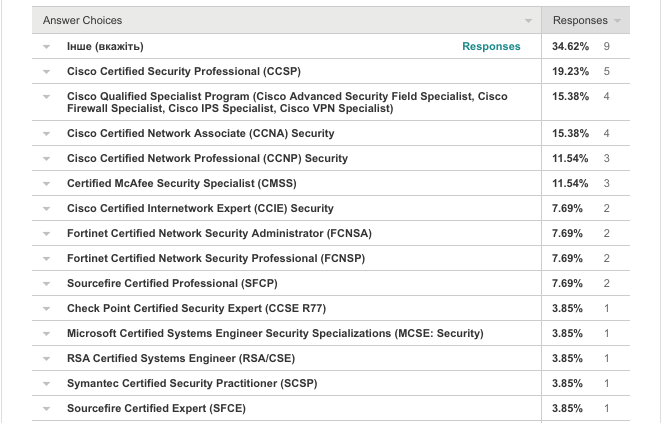 Answer Choices Responses
Інше (вкажіть) Responses 34.62% 9
Cisco Certified Security Professional (CCSP) 19.23% 5
Cisco Qualified Specialist Program (Cisco Advanced Security Field Specialist, Cisco
Firewall Specialist, Cisco IPS Specialist, Cisco VPN Specialist) 15.38% 4
Cisco Certified Network Associate (CCNA) Security 15.38% 4
Cisco Certified Network Professional (CCNP) Security 11.54% 3
Certified McAfee Security Specialist (CMSS) 11.54% 3
Cisco Certified Internetwork Expert (CCIE) Security 7.69% 2
Fortinet Certified Network Security Administrator (FCNSA) 7.69% 2
Fortinet Certified Network Security Professional (FCNSP) 7.69% 2
Sourcefire Certified Professional (SFCP) 7.69% 2
Check Point Certified Security Expert (CCSE R77) 3.85% 1
Microsoft Certified Systems Engineer Security Specializations (MCSE: Security) 3.85% 1
RSA Certified Systems Engineer (RSA/CSE) 3.85% 1
Symantec Certified Security Practitioner (SCSP) 3.85% 1
Sourcefire Certified Expert (SFCE) 3.85% 1